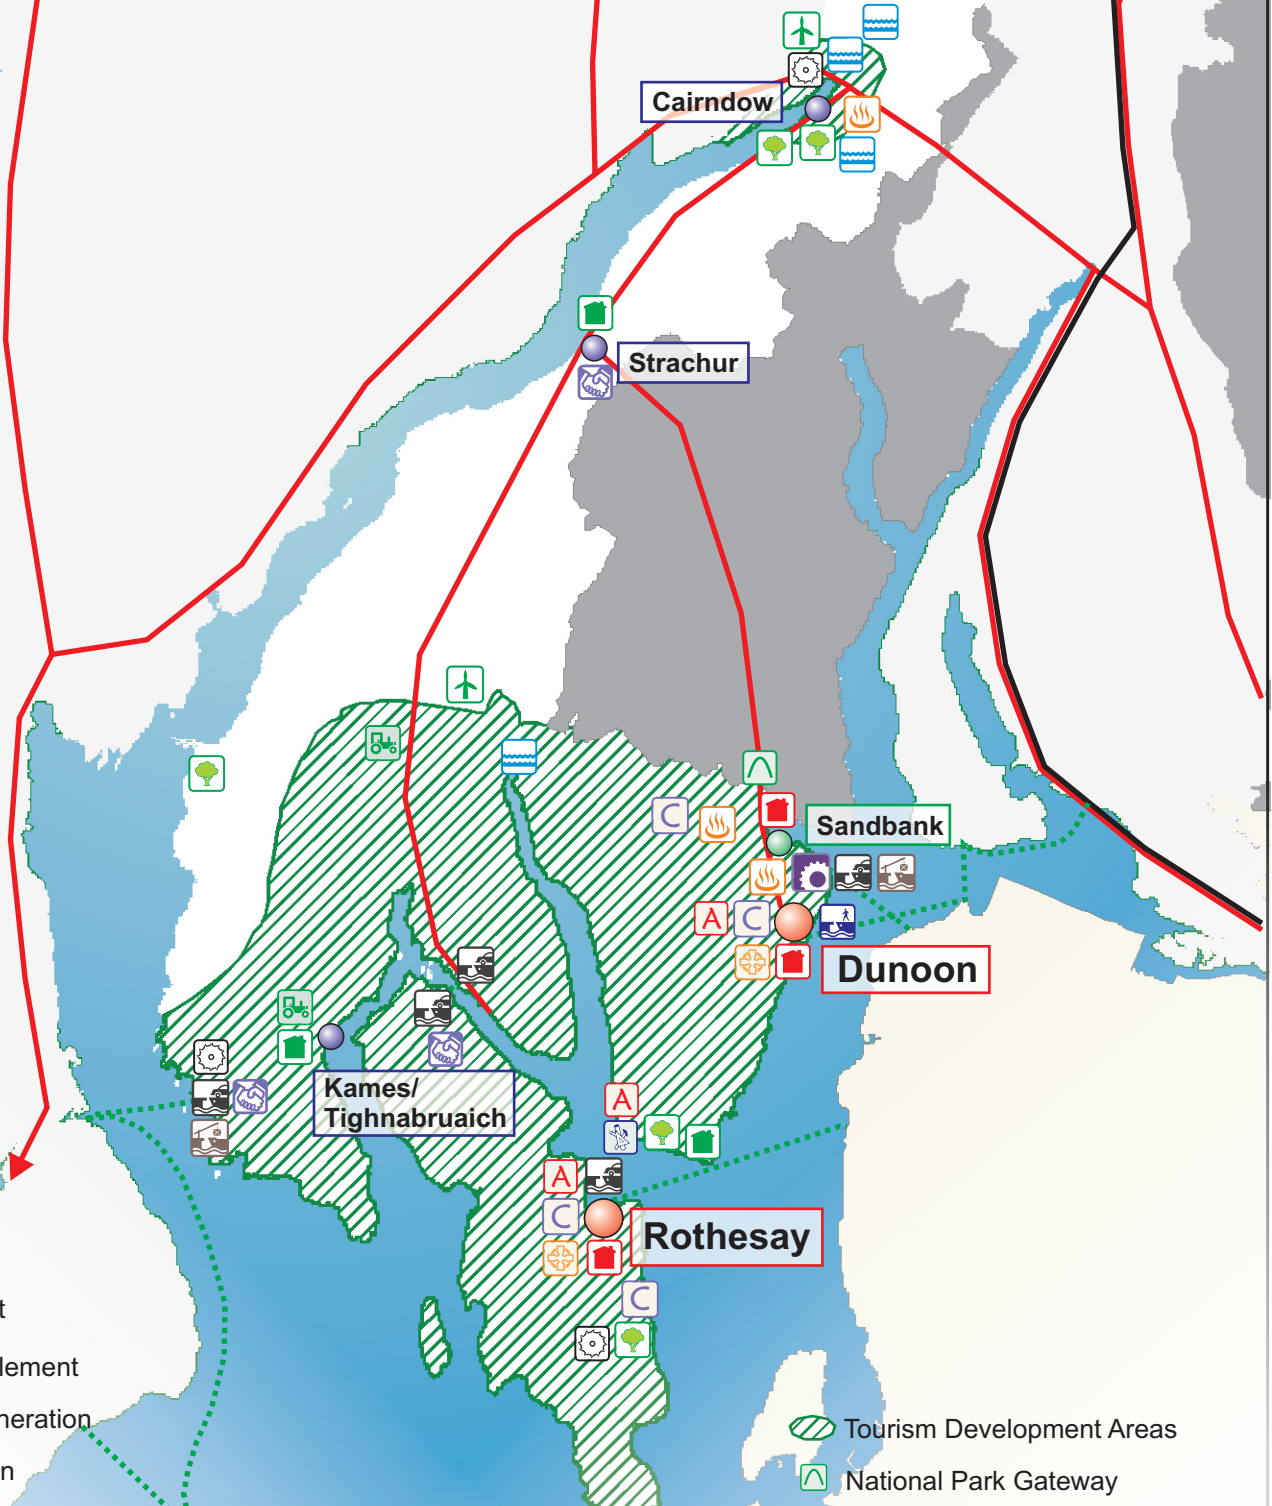 Cairndow
Strachur
Sandbank
C
A
C
Dunoon
Kames/
Tighnabruaich
A
A
C
Rothesay
C
t
lement
neration
n
Tourism Development Areas
National Park Gateway